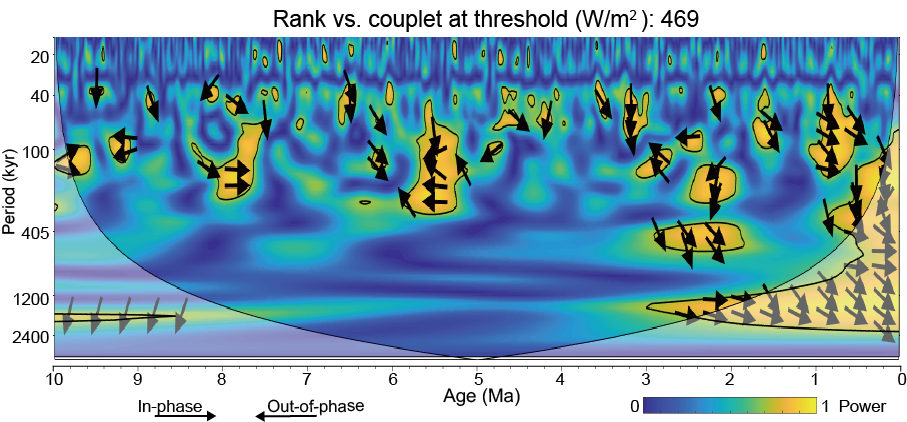 Rank vs. couplet at threshold (W/m²): 469
Period (kyr)
20
40
100
405
1200
2400
10 9 8 7 6 5 4 3 2 1 0
Age (Ma)
In-phase
Out-of-phase
0 1 Power